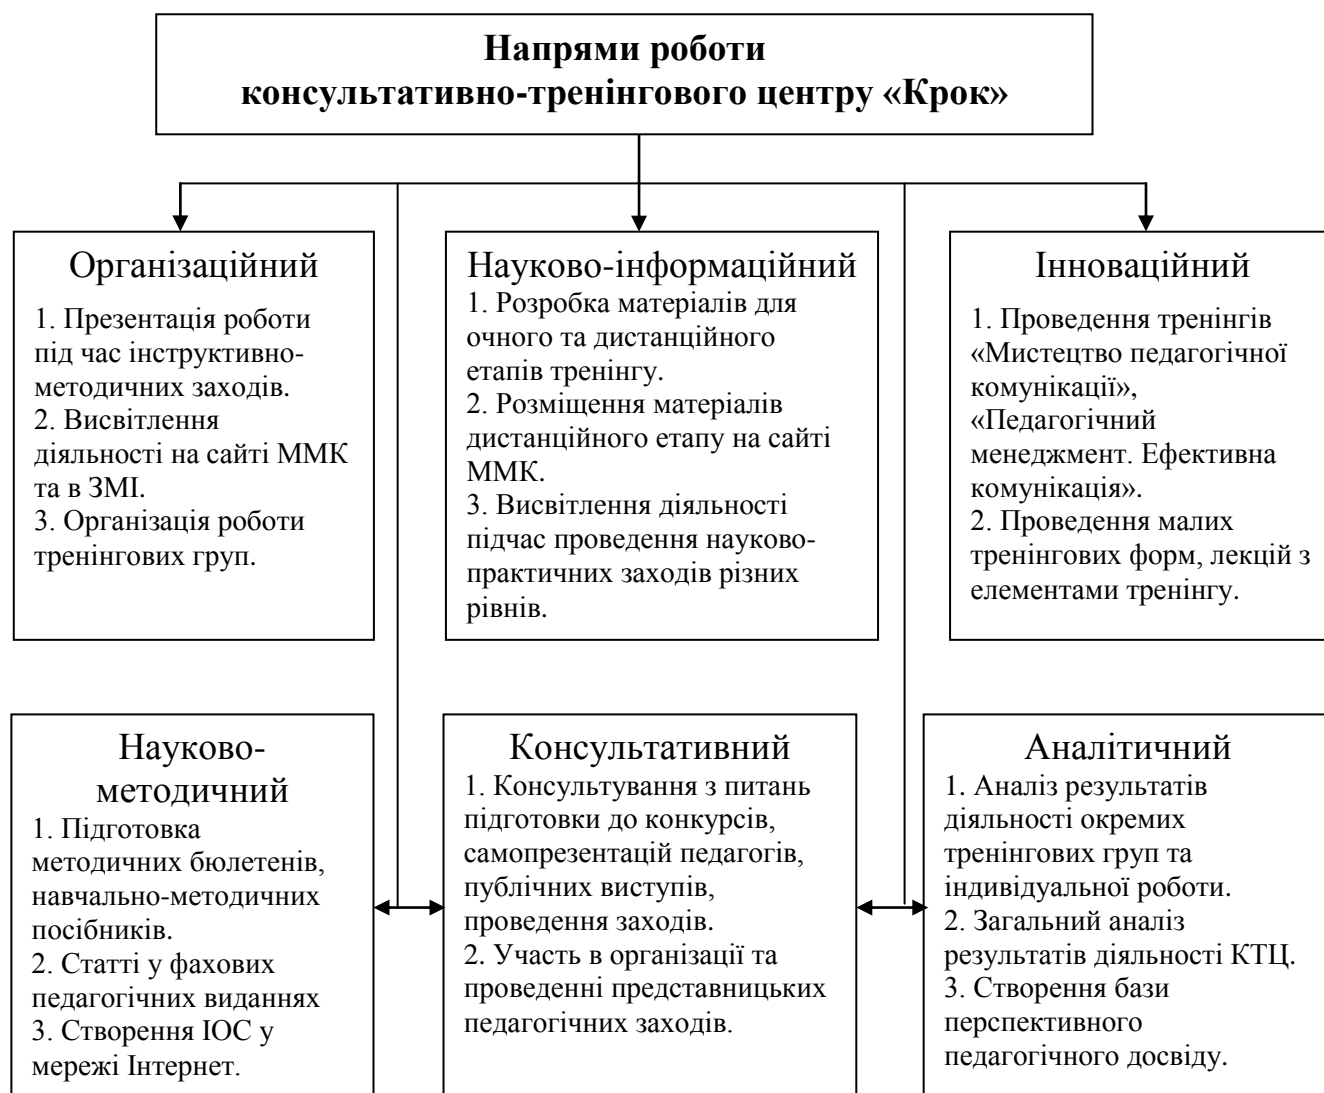 Напрями роботи
консультативно-тренінгового центру «Крок»
Організаційний
1. Презентація роботи
під час інструктивно-
методичних заходів.
2. Висвітлення
діяльності на сайті ММК
та в ЗМІ.
3. Організація роботи
тренінгових груп.
Науково-інформаційний
1. Розробка матеріалів для
очного та дистанційного
етапів тренінгу.
2. Розміщення матеріалів
дистанційного етапу на сайті
ММК.
3. Висвітлення діяльності
підчас проведення науково-
практичних заходів різних
рівнів.
Інноваційний
1. Проведення тренінгів
«Мистецтво педагогічної
комунікації»,
«Педагогічний
менеджмент. Ефективна
комунікація».
2. Проведення малих
тренінгових форм, лекцій з
елементами тренінгу.
Науково-
методичний
1. Підготовка
методичних бюлетенів,
навчально-методичних
посібників.
2. Статті у фахових
педагогічних виданнях
3. Створення ІОС у
мережі Інтернет.
Консультативний
1. Консультування з питань
підготовки до конкурсів,
самопрезентацій педагогів,
публічних виступів,
проведення заходів.
2. Участь в організації та
проведенні представницьких
педагогічних заходів.
Аналітичний
1. Аналіз результатів
діяльності окремих
тренінгових груп та
індивідуальної роботи.
2. Загальний аналіз
результатів діяльності КТЦ.
3. Створення бази
перспективного
педагогічного досвіду.